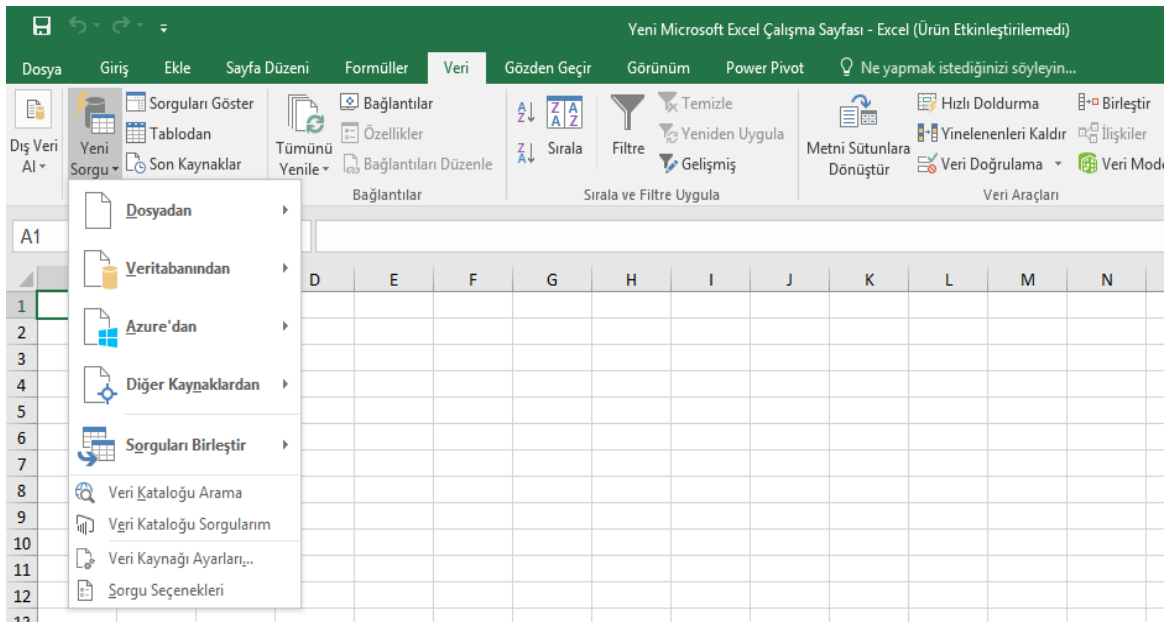 Yeni Microsoft Excel Çalışma Sayfası - Excel (Ürün Etkinleştirilemedi)
Dosya Giriş Ekle Sayfa Düzeni Formüller Veri Gözden Geçir Görünüm Power Pivot Ne yapmak istediğinizi söyleyin...
Dış Veri Al
Yeni Sorgu
Sorguları Göster
Tablodan
Son Kaynaklar
Tümünü Yenile
Bağlantılar
Özellikler
Bağlantıları Düzenle
Bağlantılar
Sırala
Filtre
Temizle
Yeniden Uygula
Gelişmiş
Sırala ve Filtre Uygula
Metni Sütunlara Dönüştür
Hızlı Doldurma
Yinelenenleri Kaldır
Veri Doğrulama
Birleştir
İlişkiler
Veri Mode
Veri Araçları
A1
Dosyadan
Veritabanından
Azure'dan
Diğer Kaynaklardan
Sorguları Birleştir
Veri Kataloğu Arama
Veri Kataloğu Sorgularım
Veri Kaynağı Ayarları...
Sorgu Seçenekleri
D E F G H I J K L M N
1
2
3
4
5
6
7
8
9
10
11
12
13